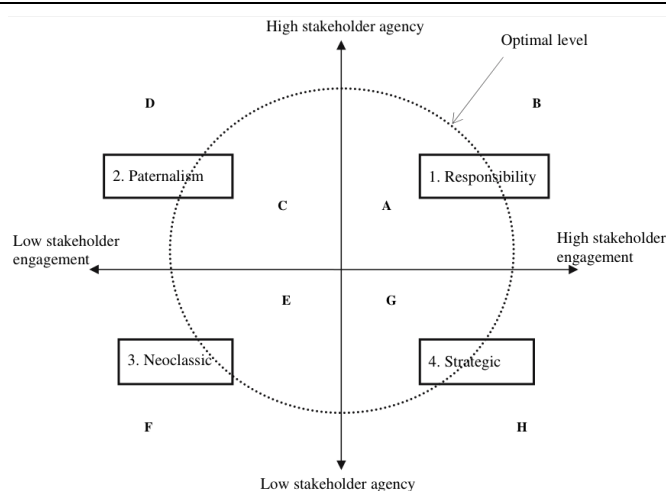 High stakeholder agency
Optimal level
D
B
2. Paternalism
1. Responsibility
C
A
Low stakeholder
engagement
High stakeholder
engagement
E
G
3. Neoclassic
4. Strategic
F
H
Low stakeholder agency